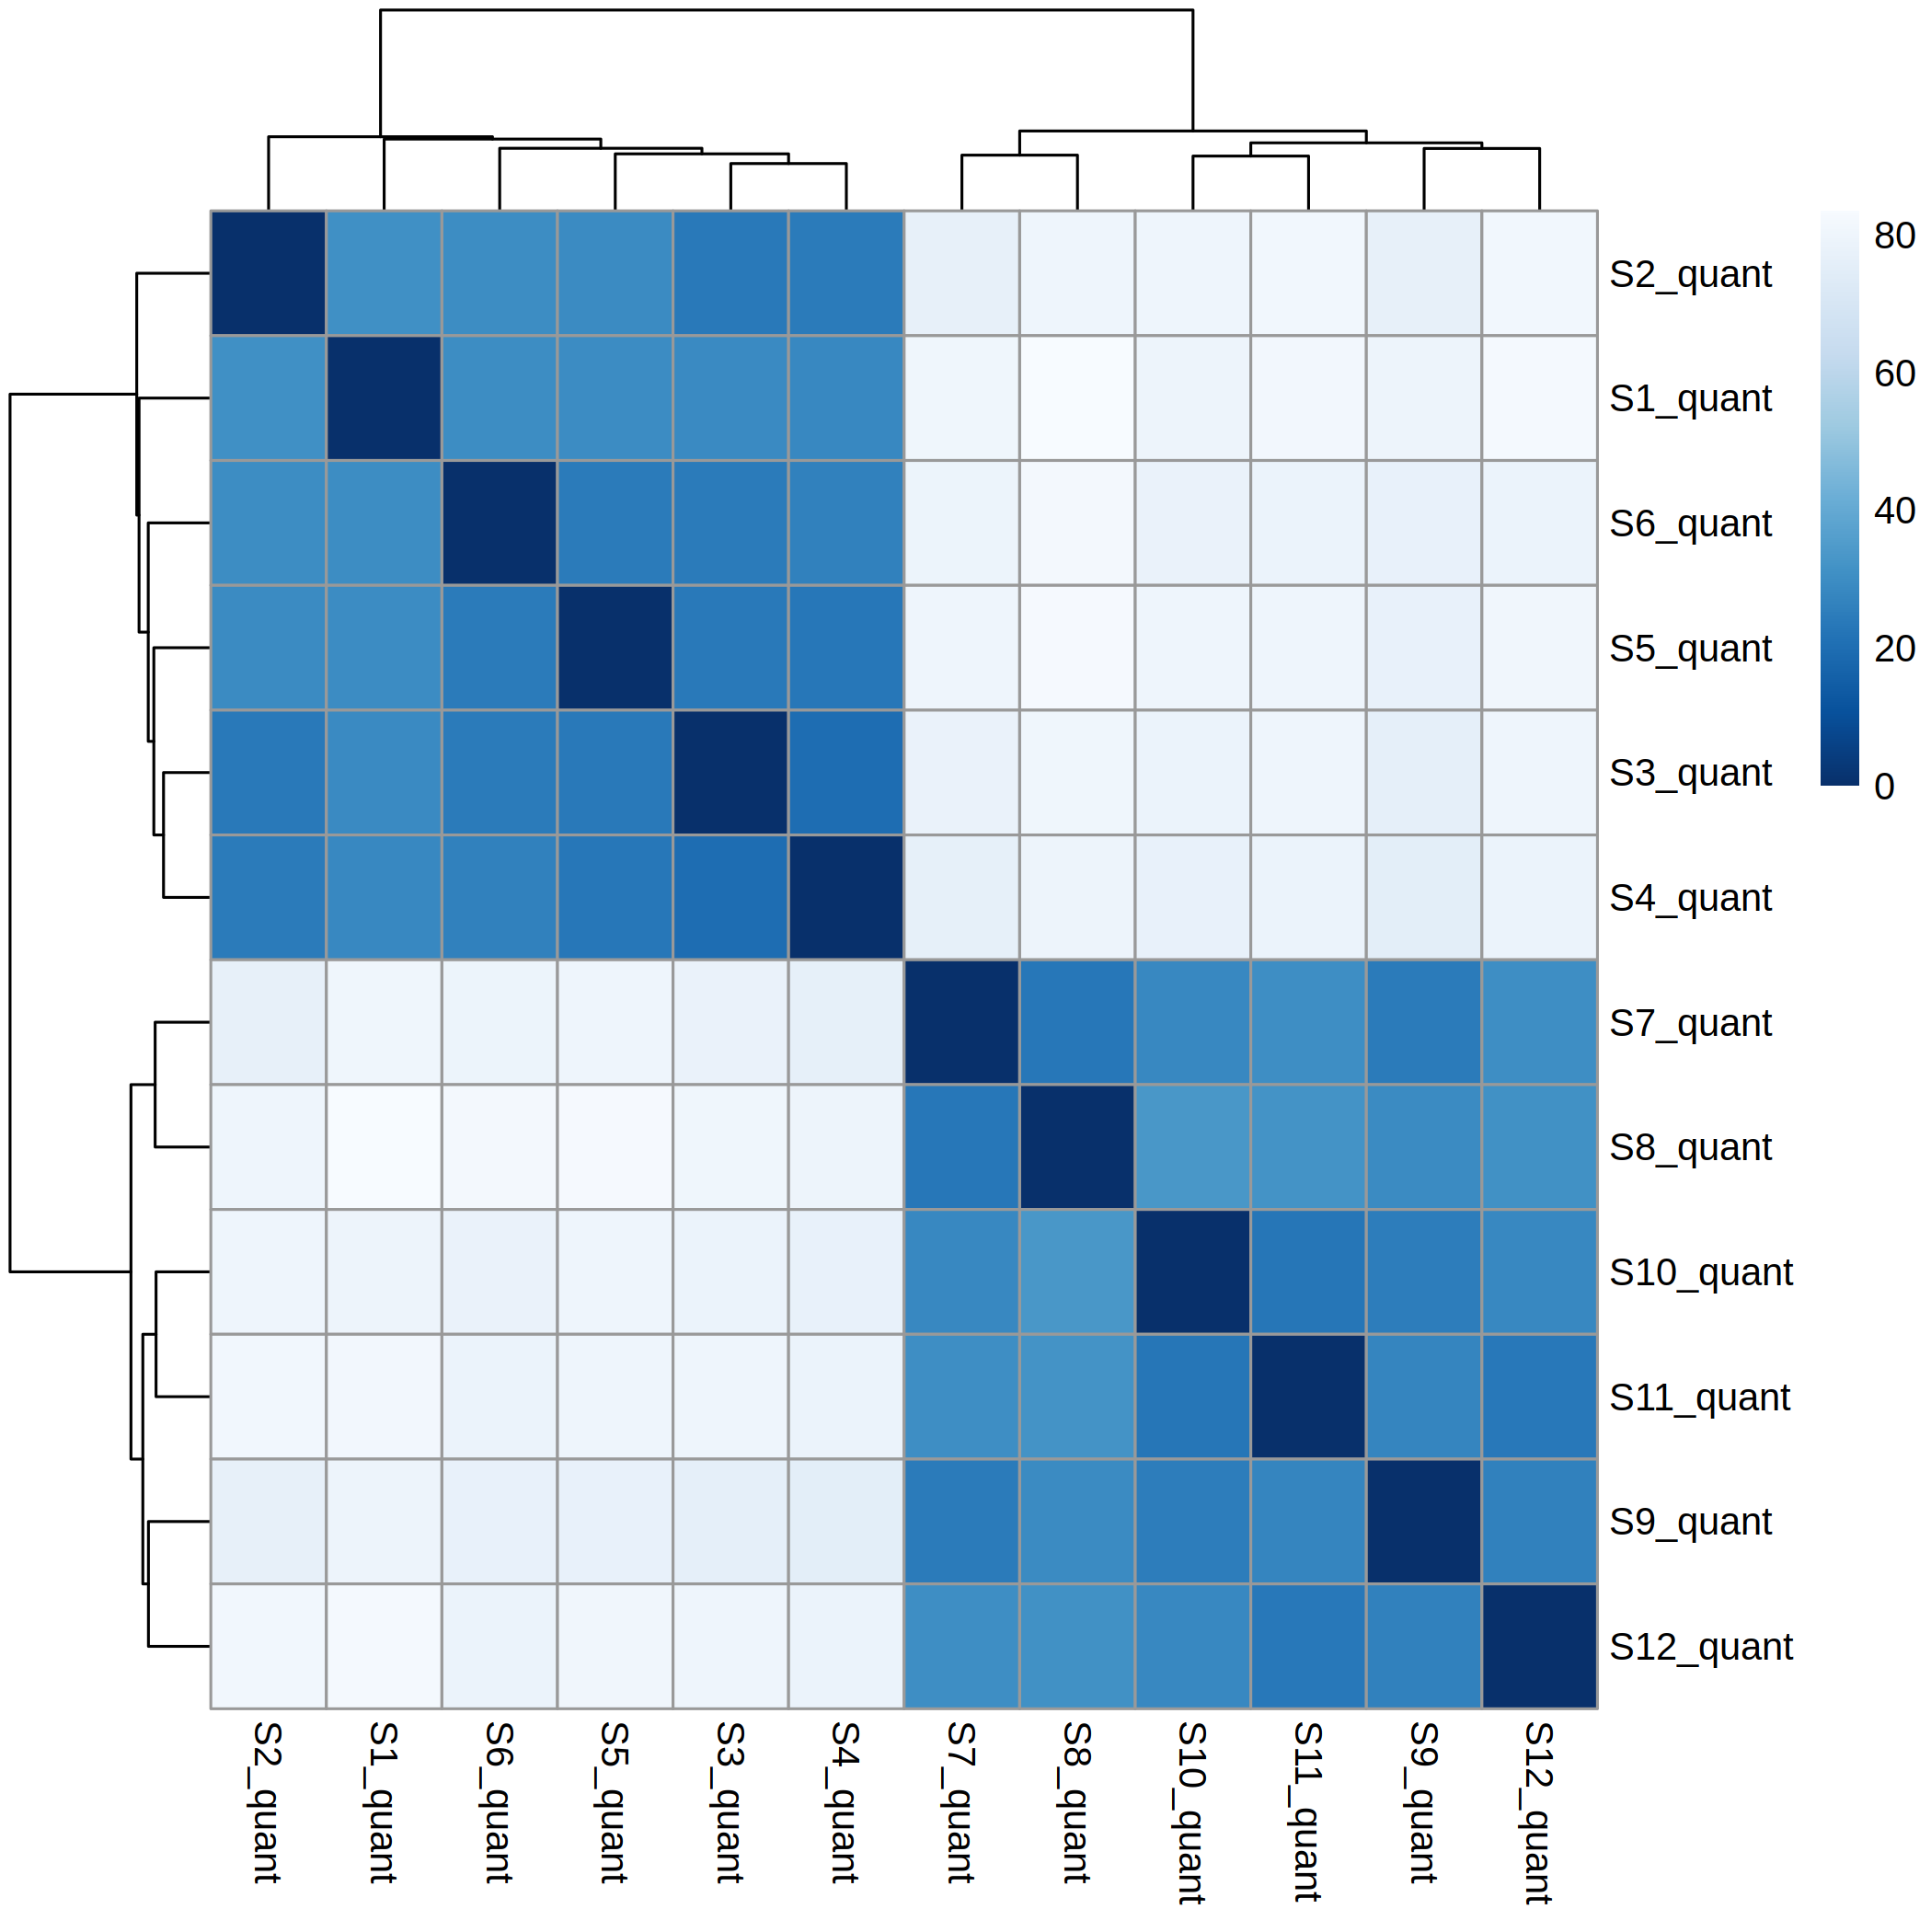 80
60
40
20
0
S2_quant
S1_quant
S6_quant
S5_quant
S3_quant
S4_quant
S7_quant
S8_quant
S10_quant
S11_quant
S9_quant
S12_quant
S2_quant
S1_quant
S6_quant
S5_quant
S3_quant
S4_quant
S7_quant
S8_quant
S10_quant
S11_quant
S9_quant
S12_quant